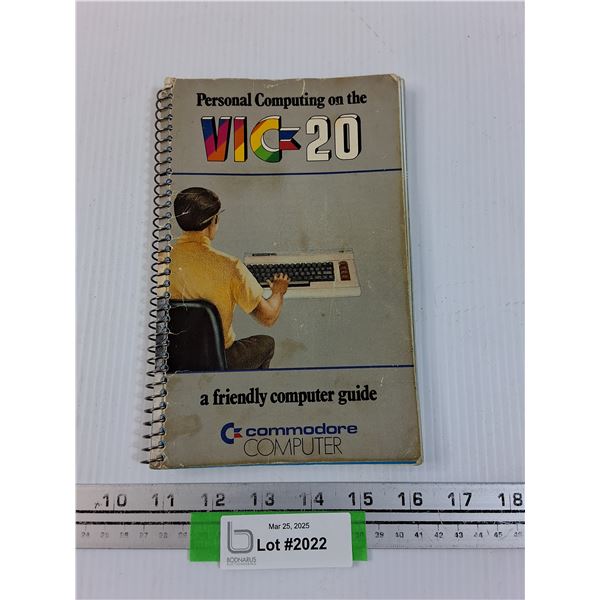 Personal Computing on the
VIC-20
a friendly computer guide
commodore
COMPUTER
10 11 12 13 14 15 16 17 18
Mar 25, 2025
Lot #2022
BODNARUS